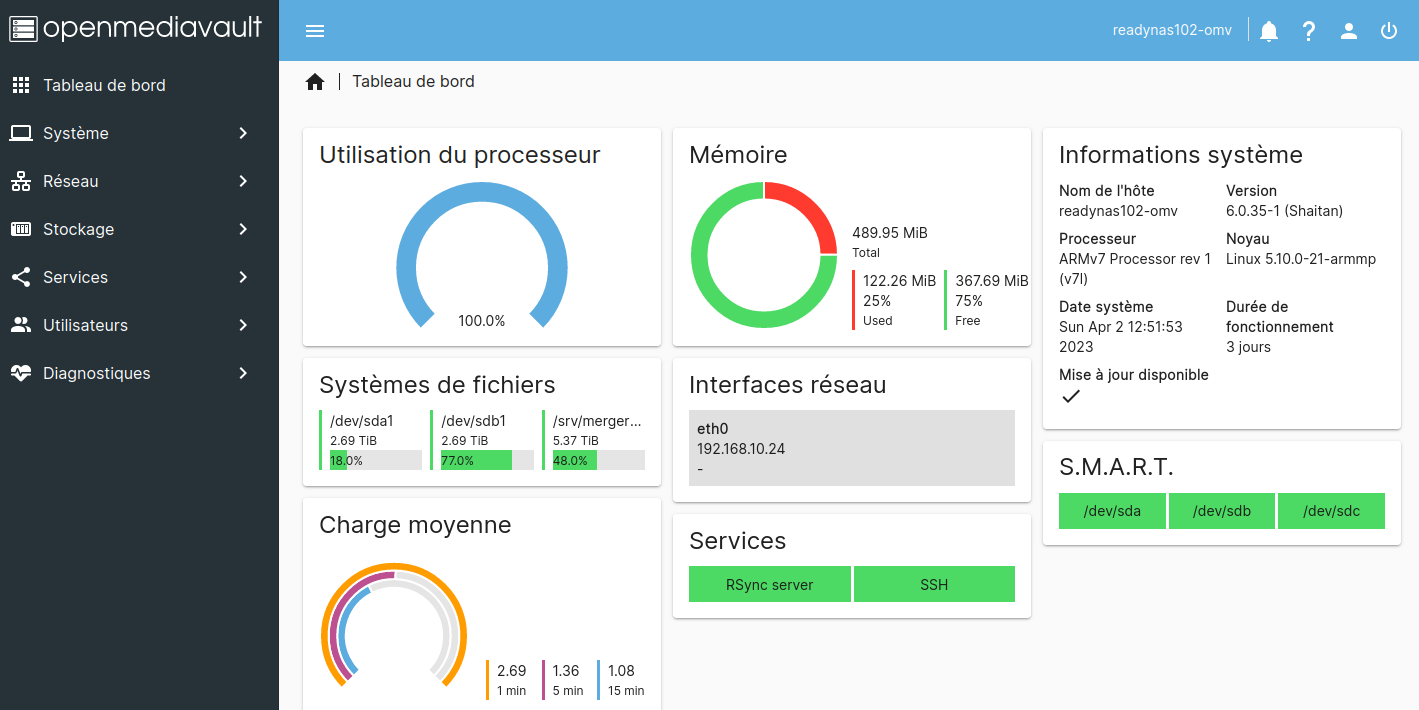 openmediavault
readynas102-omv
Tableau de bord
Système
Réseau
Stockage
Services
Utilisateurs
Diagnostiques
Tableau de bord
Utilisation du processeur
100.0%
Systèmes de fichiers
/dev/sda1
2.69 TiB
18.0%
/dev/sdb1
2.69 TiB
77.0%
/srv/merger...
5.37 TiB
48.0%
Charge moyenne
2.69
1 min
1.36
5 min
1.08
15 min
Mémoire
489.95 MiB
Total
122.26 MiB
25%
Used
367.69 MiB
75%
Free
Interfaces réseau
eth0
192.168.10.24
-
Services
RSync server
SSH
Informations système
Nom de l'hôte
readynas102-omv
Version
6.0.35-1 (Shaitan)
Processeur
ARMv7 Processor rev 1
(v7l)
Noyau
Linux 5.10.0-21-armmp
Date système
Sun Apr 2 12:51:53
2023
Durée de
fonctionnement
3 jours
Mise à jour disponible
S.M.A.R.T.
/dev/sda
/dev/sdb
/dev/sdc